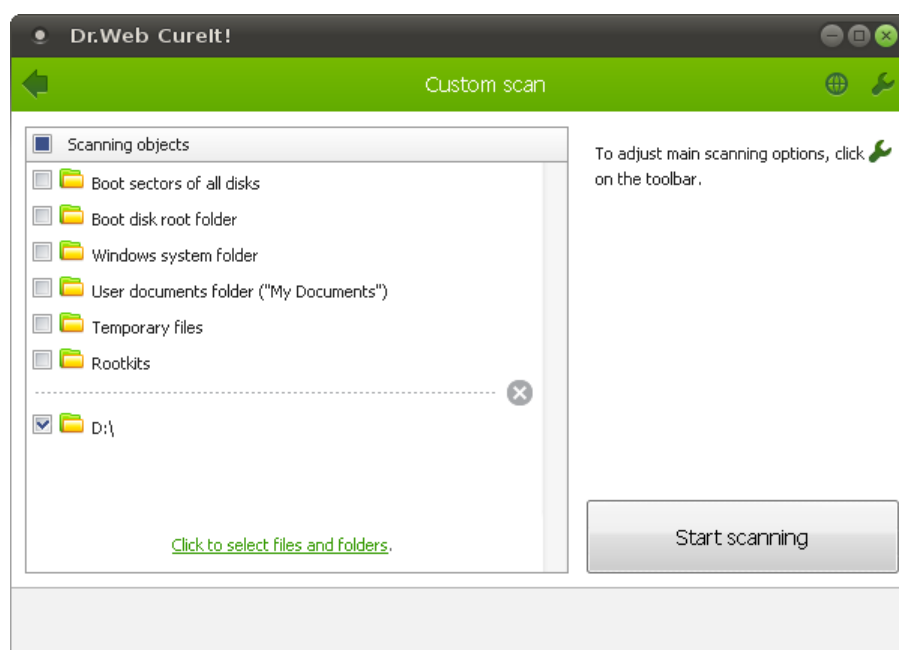 Dr.Web CureIt!
Custom scan
Scanning objects
Boot sectors of all disks
Boot disk root folder
Windows system folder
User documents folder ("My Documents")
Temporary files
Rootkits
D:\
Click to select files and folders.
To adjust main scanning options, click
on the toolbar.
Start scanning